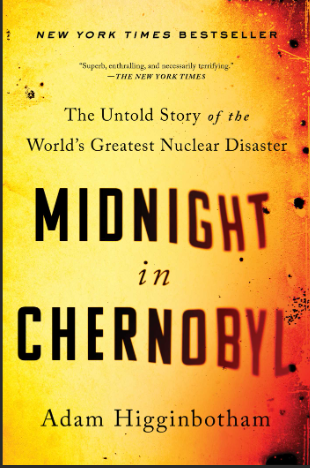 NEW YORK TIMES BESTSELLER
"Superb, enthralling, and necessarily terrifying."
—THE NEW YORK TIMES
The Untold Story of the
World's Greatest Nuclear Disaster
MIDNIGHT
in
CHERNOBYL
Adam Higginbotham